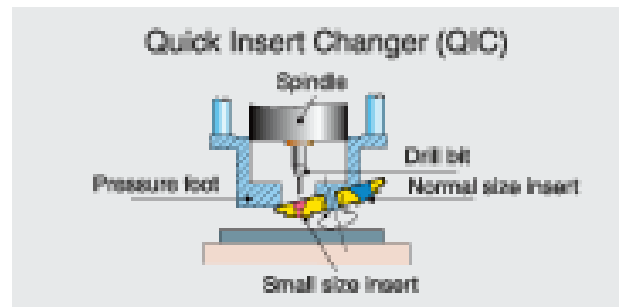 Quick Insert Changer (QIC)
Spindle
Drill bit
Pressure foot
Normal size insert
Small size insert